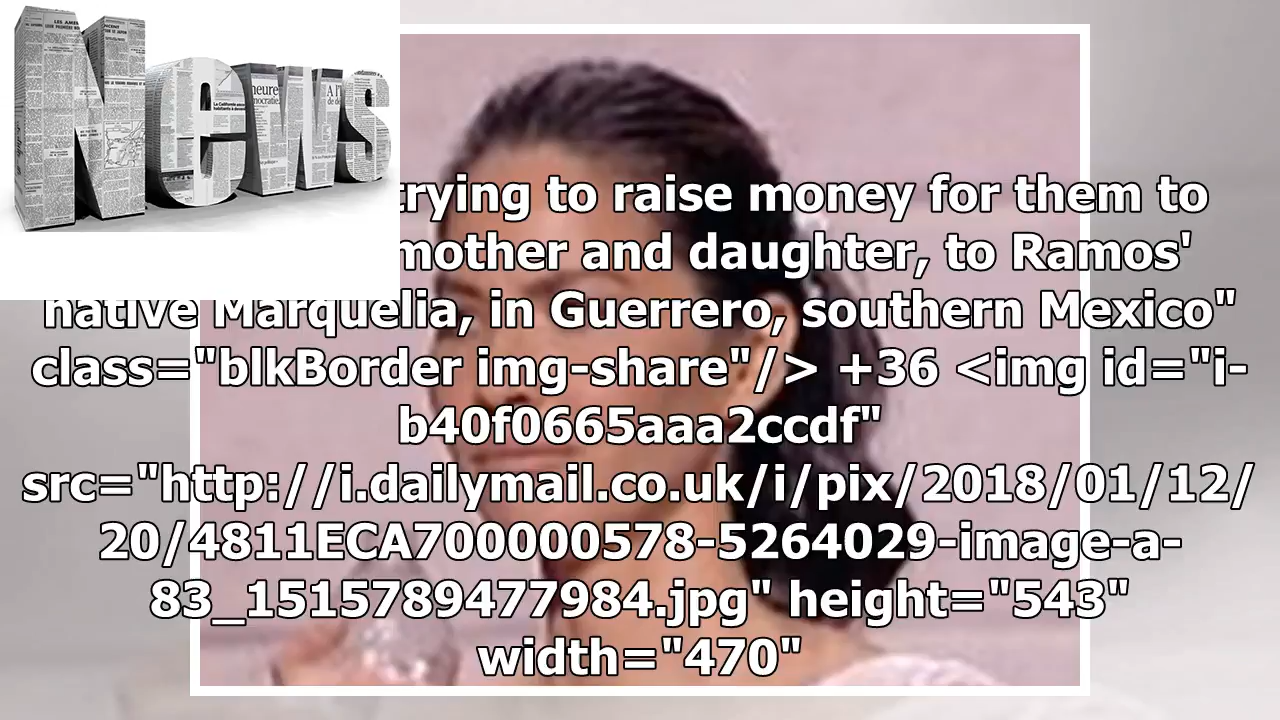 News
trying to raise money for them to
mother and daughter, to Ramos'
native Marquelia, in Guerrero, southern Mexico"
class="blkBorder img-share"/> +36 <img id="i-
b40f0665aaa2ccdf"
src="http://i.dailymail.co.uk/i/pix/2018/01/12/
20/4811ECA700000578-5264029-image-a-
83_1515789477984.jpg" height="543"
width="470"